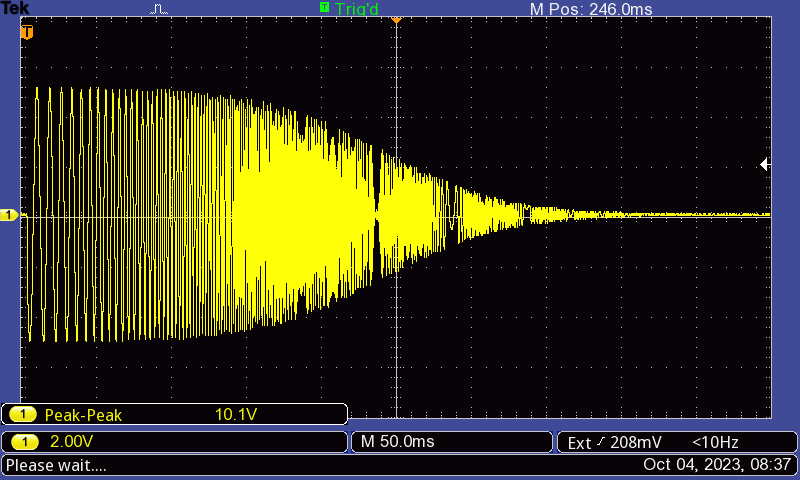 Tek
T Trig'd
M Pos: 246.0ms
T
1
1 Peak-Peak 10.1V
1 2.00V
M 50.0ms
Ext 208mV <10Hz
Please wait....
Oct 04, 2023, 08:37